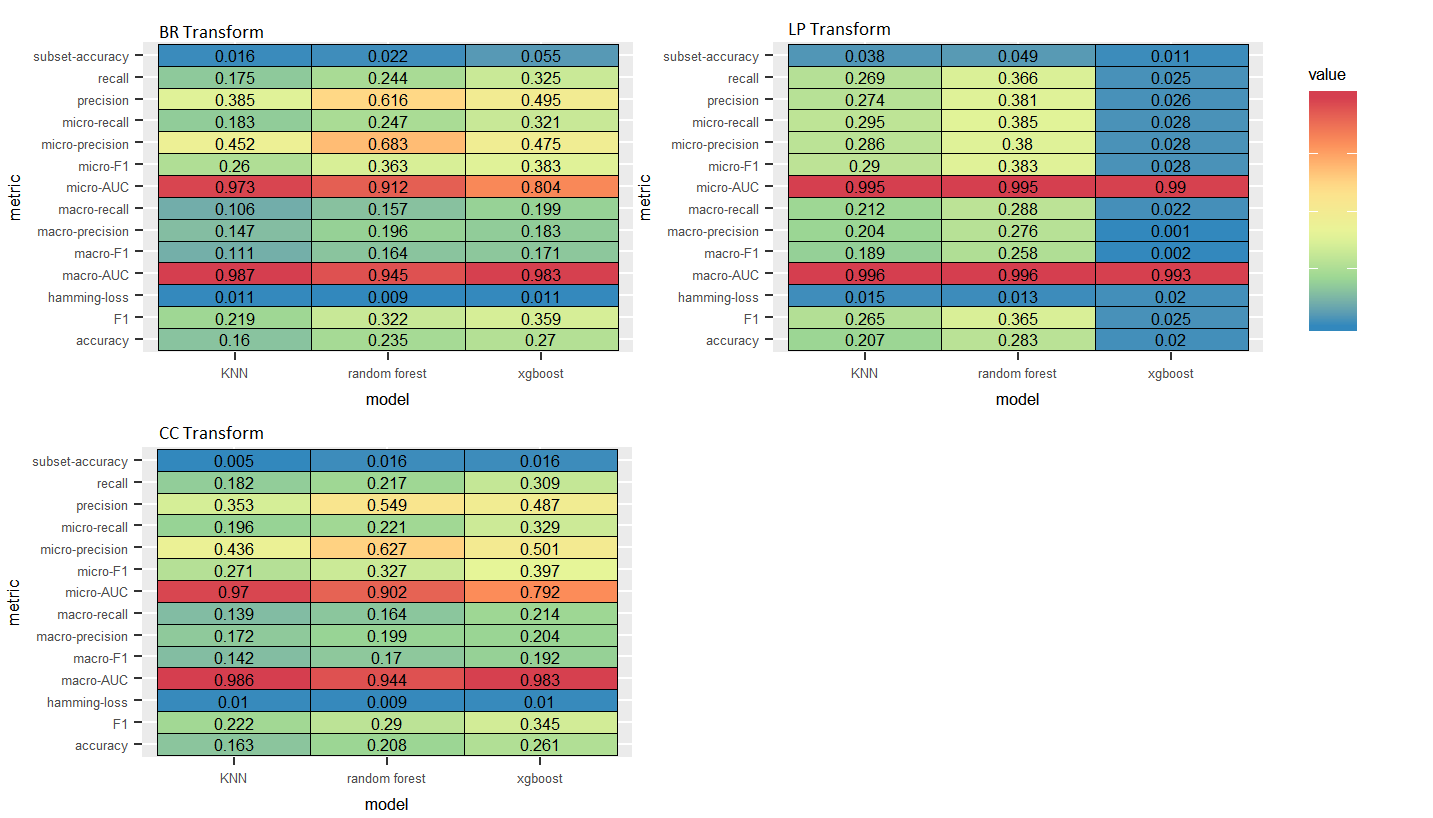 BR Transform
subset-accuracy 0.016 0.022 0.055
recall 0.175 0.244 0.325
precision 0.385 0.616 0.495
micro-recall 0.183 0.247 0.321
micro-precision 0.452 0.683 0.475
micro-F1 0.26 0.363 0.383
micro-AUC 0.973 0.912 0.804
macro-recall 0.106 0.157 0.199
macro-precision 0.147 0.196 0.183
macro-F1 0.111 0.164 0.171
macro-AUC 0.987 0.945 0.983
hamming-loss 0.011 0.009 0.011
F1 0.219 0.322 0.359
accuracy 0.16 0.235 0.27
metric
KNN random forest xgboost
model
LP Transform
subset-accuracy 0.038 0.049 0.011
recall 0.269 0.366 0.025
precision 0.274 0.381 0.026
micro-recall 0.295 0.385 0.028
micro-precision 0.286 0.38 0.028
micro-F1 0.29 0.383 0.028
micro-AUC 0.995 0.995 0.99
macro-recall 0.212 0.288 0.022
macro-precision 0.204 0.276 0.001
macro-F1 0.189 0.258 0.002
macro-AUC 0.996 0.996 0.993
hamming-loss 0.015 0.013 0.02
F1 0.265 0.365 0.025
accuracy 0.207 0.283 0.02
metric
KNN random forest xgboost
model
value
CC Transform
subset-accuracy 0.005 0.016 0.016
recall 0.182 0.217 0.309
precision 0.353 0.549 0.487
micro-recall 0.196 0.221 0.329
micro-precision 0.436 0.627 0.501
micro-F1 0.271 0.327 0.397
micro-AUC 0.97 0.902 0.792
macro-recall 0.139 0.164 0.214
macro-precision 0.172 0.199 0.204
macro-F1 0.142 0.17 0.192
macro-AUC 0.986 0.944 0.983
hamming-loss 0.01 0.009 0.01
F1 0.222 0.29 0.345
accuracy 0.163 0.208 0.261
metric
KNN random forest xgboost
model